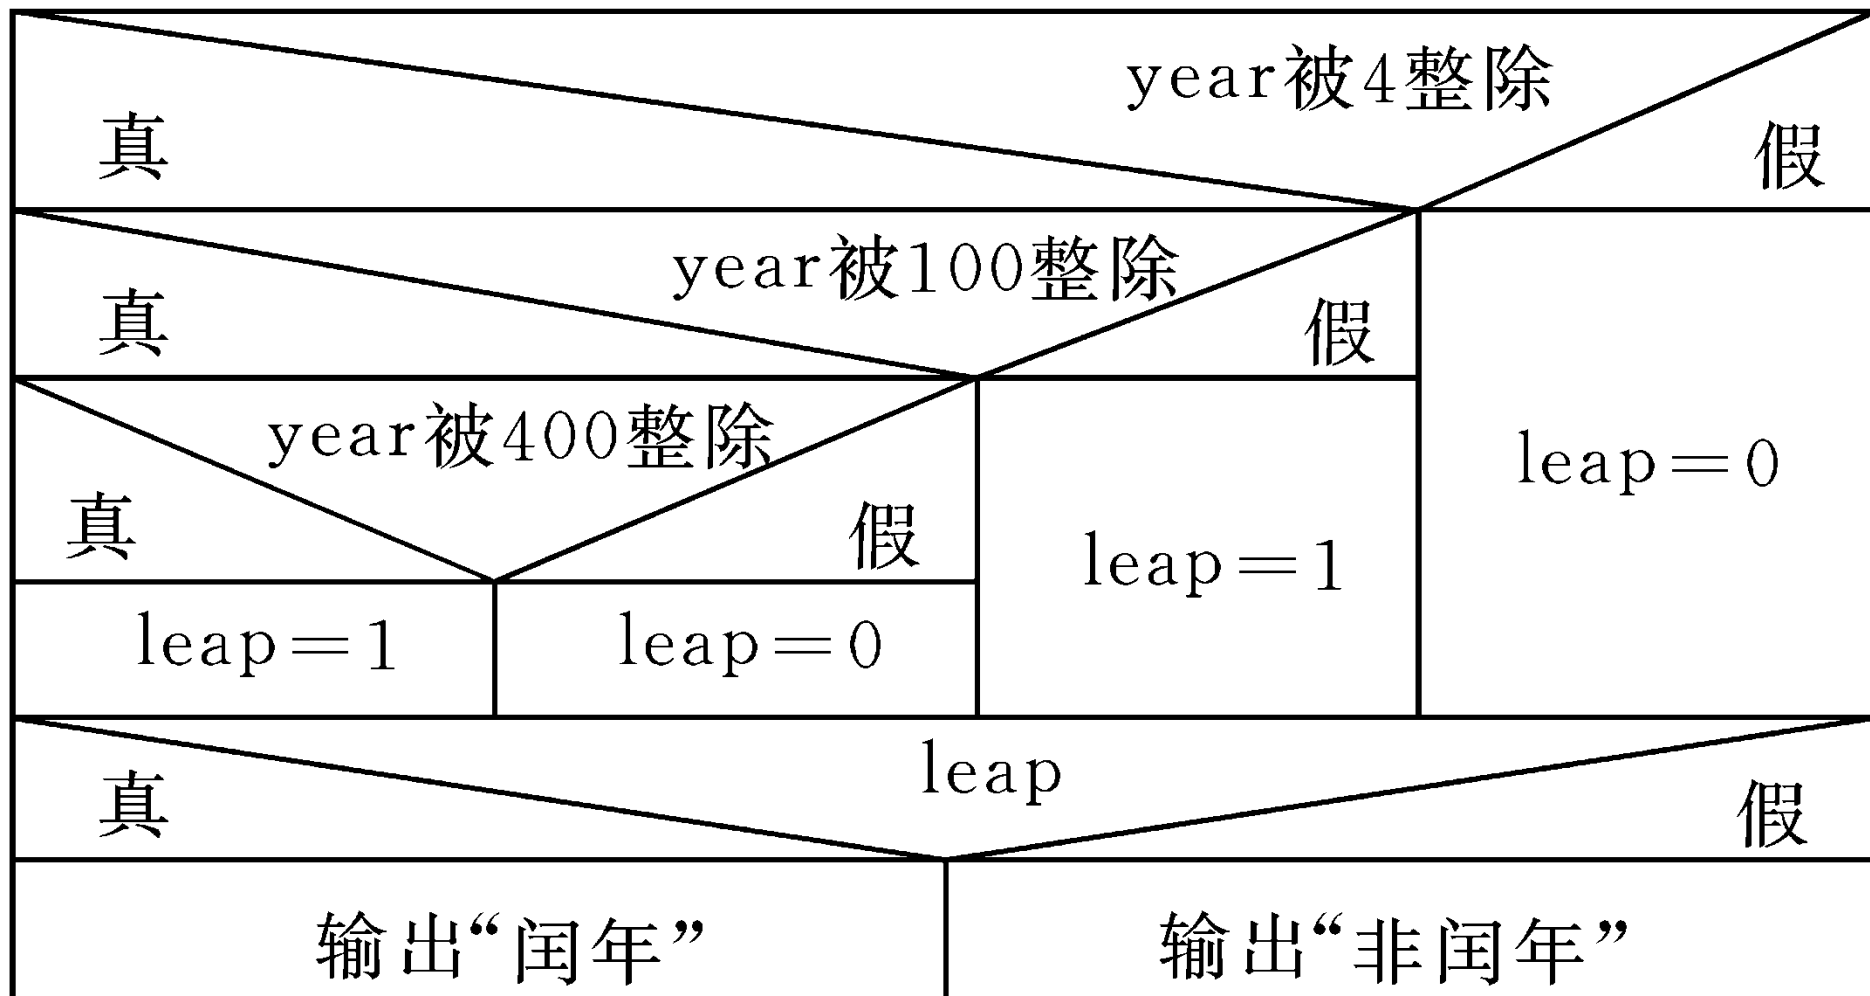 year被4整除
真
假
year被100整除
真
假
year被400整除
真
假
leap=0
leap=1
leap=1
leap=0
leap
真
假
输出“闰年”
输出“非闰年”